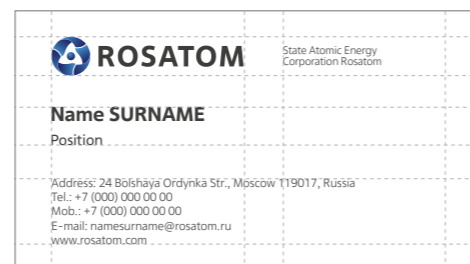 ROSATOM
State Atomic Energy
Corporation Rosatom
Name SURNAME
Position
Address: 24 Bolshaya Ordynka Str., Moscow 119017, Russia
Tel.: +7 (000) 000 00 00
Mob.: +7 (000) 000 00 00
E-mail: namesurname@rosatom.ru
www.rosatom.com